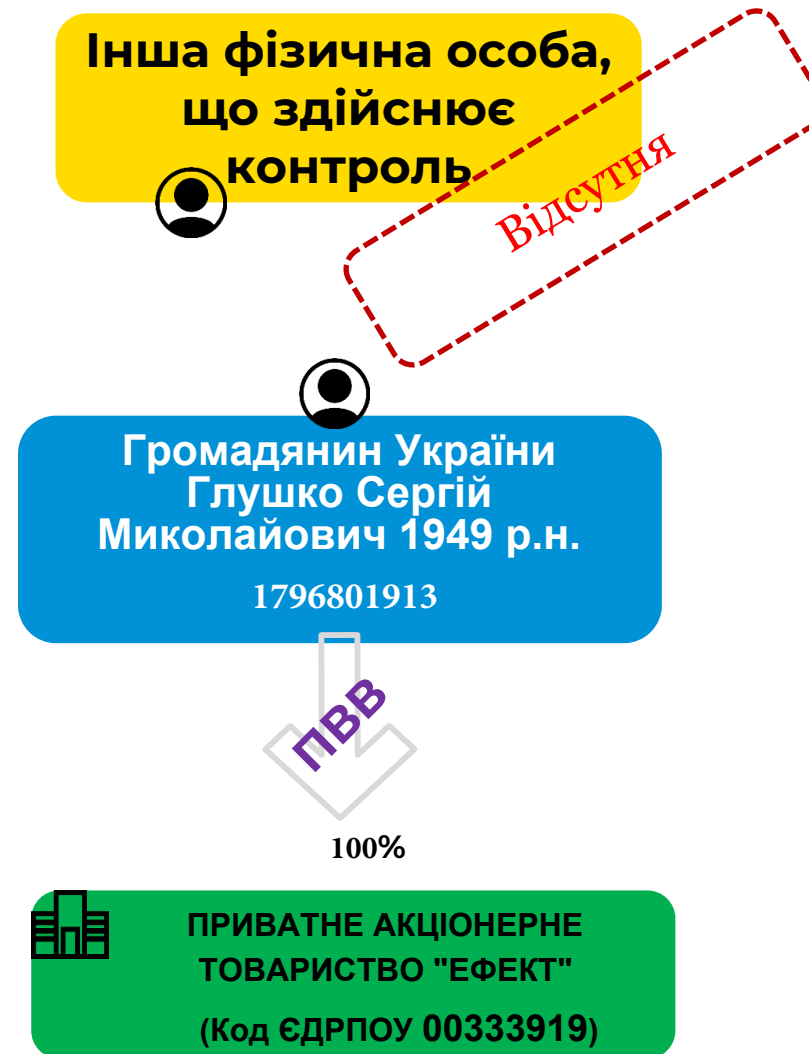 Інша фізична особа,
що здійснює
контроль
Відсутня
Громадянин України
Глушко Сергій
Миколайович 1949 р.н.
1796801913
ПВВ
100%
ПРИВАТНЕ АКЦІОНЕРНЕ
ТОВАРИСТВО "ЕФЕКТ"
(Код ЄДРПОУ 00333919)